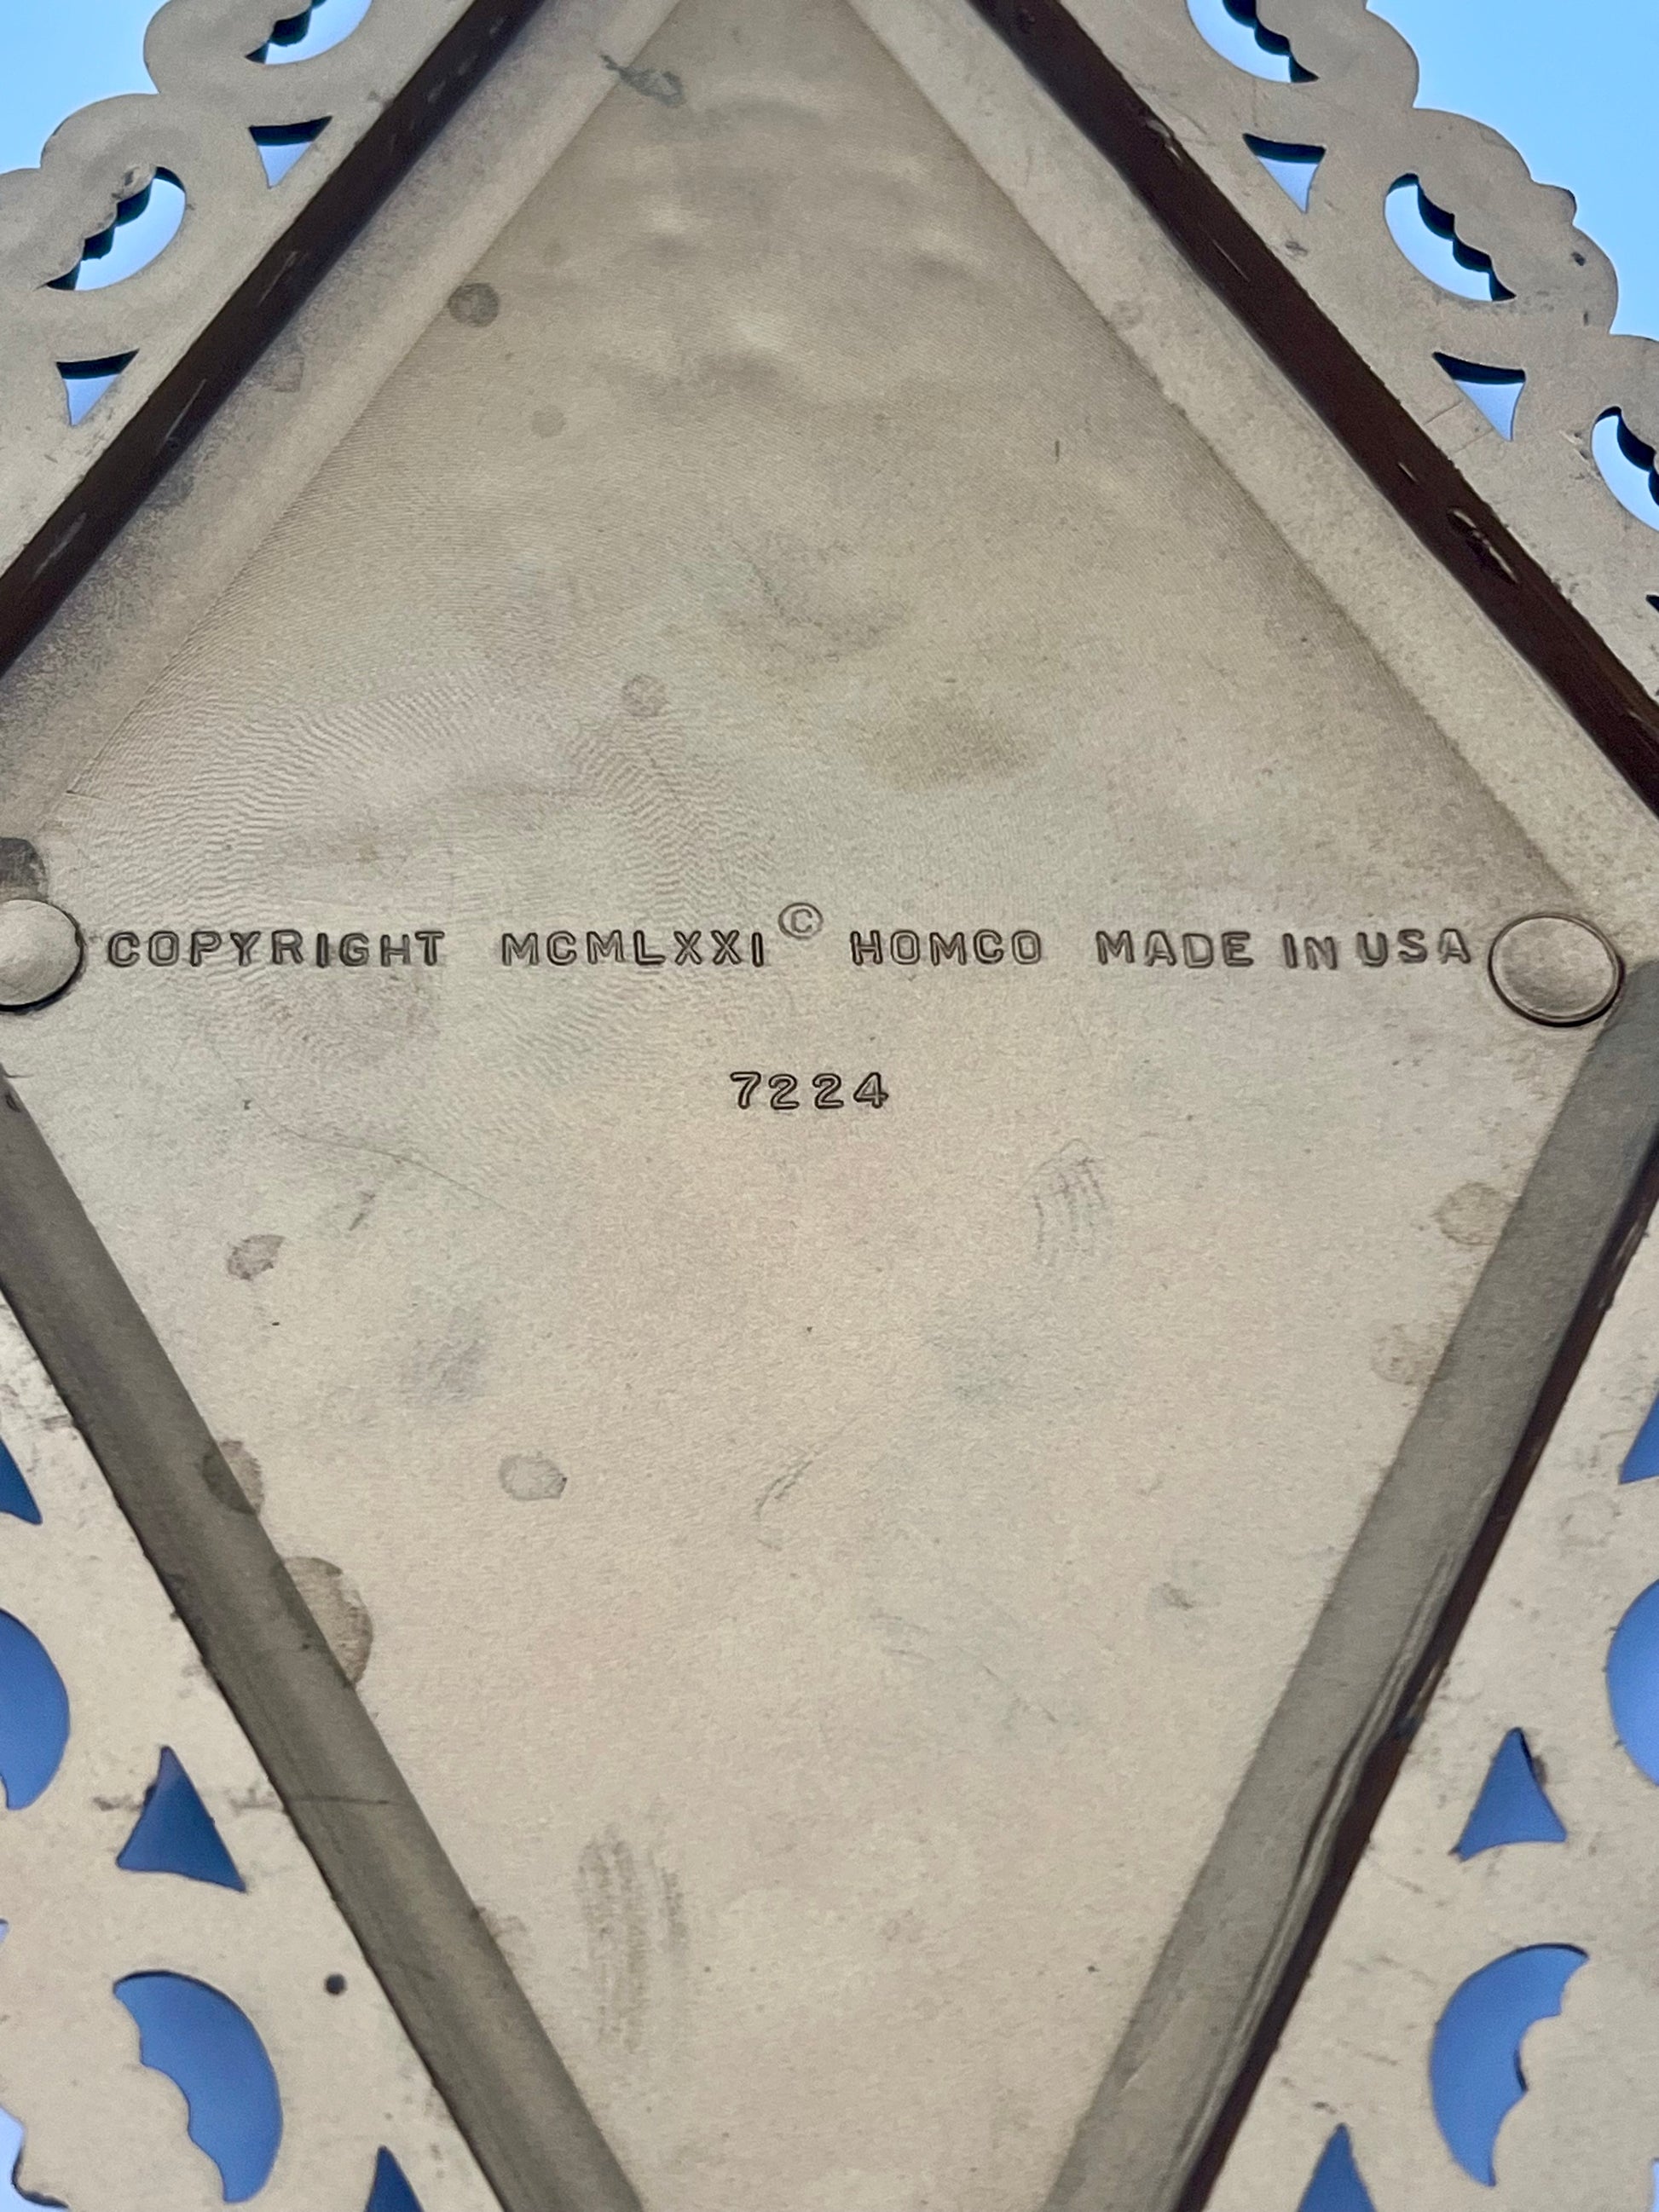 COPYRIGHT MCMLXXI © HOMCO MADE IN USA
7224